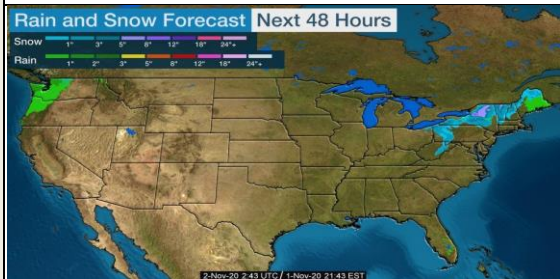 Rain and Snow Forecast Next 48 Hours
Snow
1" 3" 5" 8" 12" 18" 24"+
Rain
1" 2" 3" 5" 8" 12" 18" 24"+
2-Nov-20 2:43 UTC / 1-Nov-20 21:43 EST